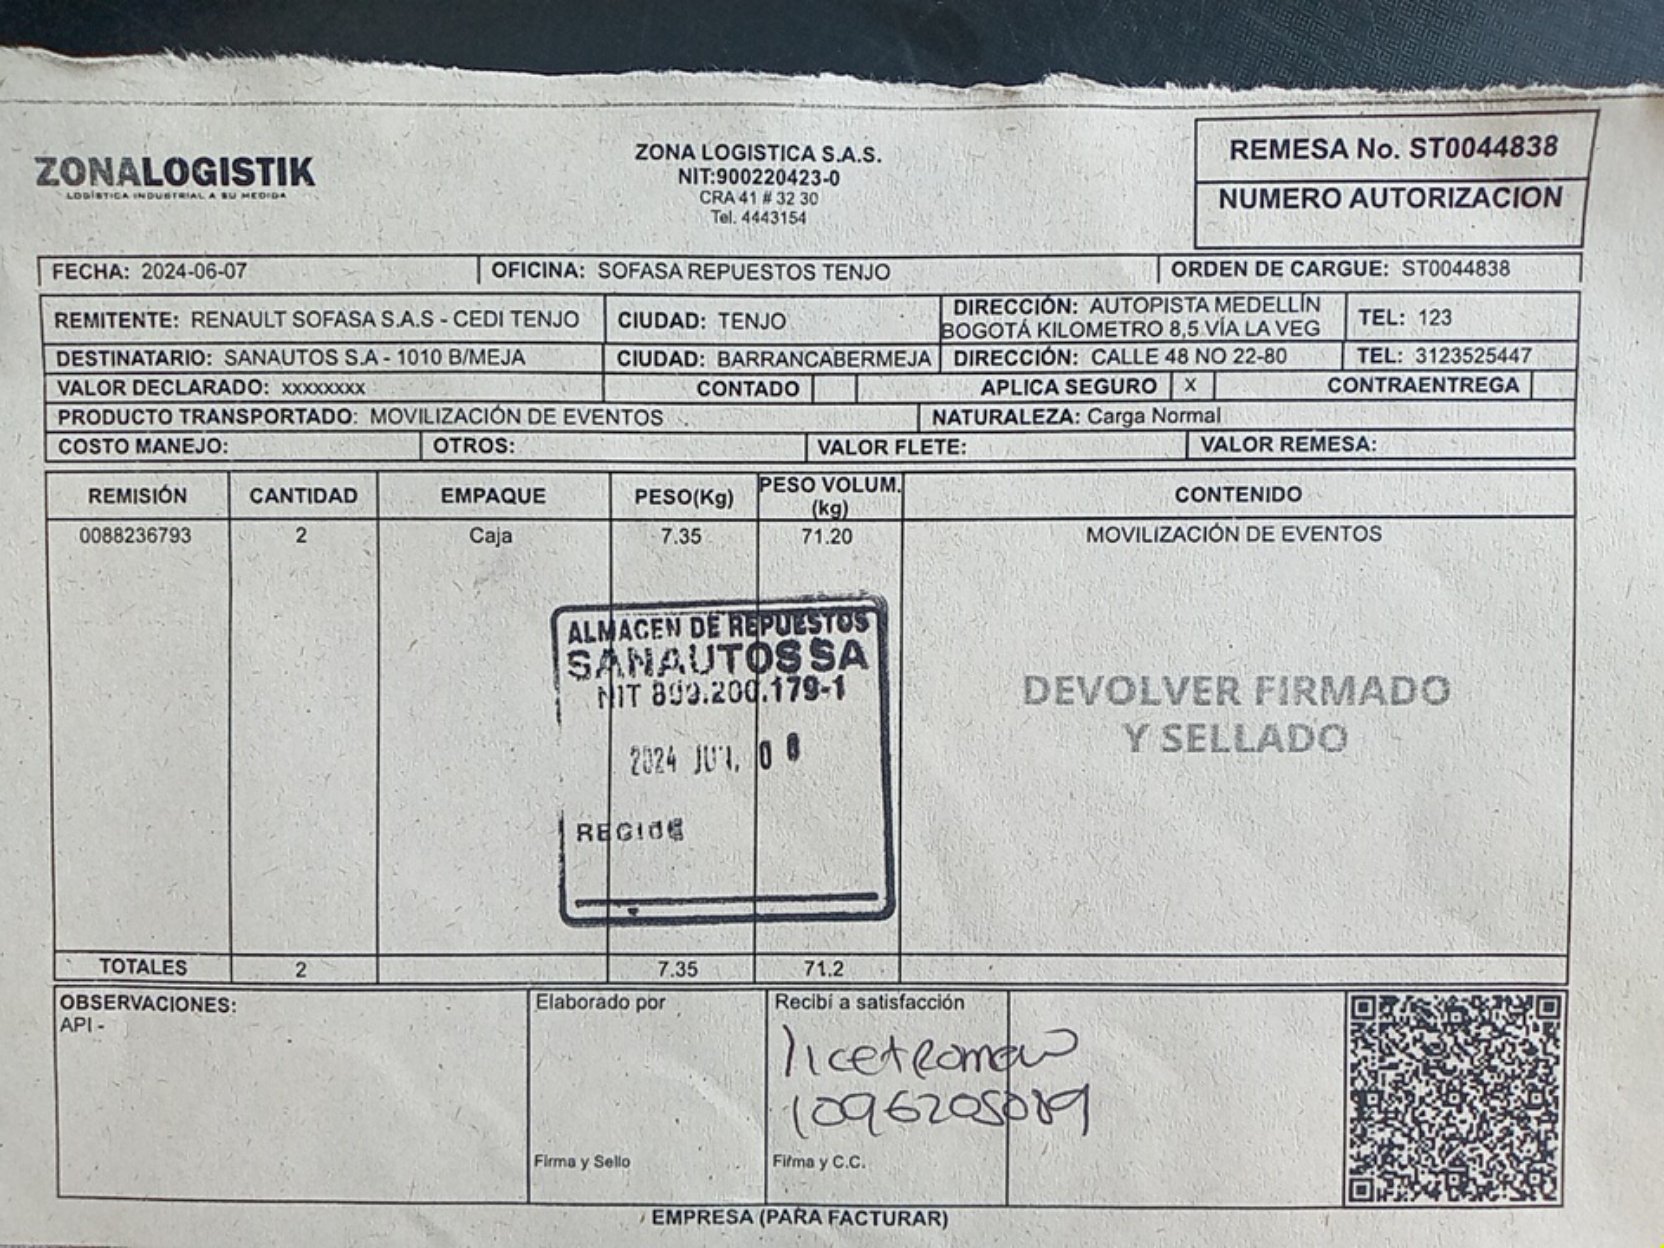 ZONALOGISTIK
LOGÍSTICA INDUSTRIAL A SU MEDIDA
ZONA LOGISTICA S.A.S.
NIT:900220423-0
CRA 41 # 32 30
Tel. 4443154
REMESA No. ST0044838
NUMERO AUTORIZACION
FECHA: 2024-06-07 OFICINA: SOFASA REPUESTOS TENJO ORDEN DE CARGUE: ST0044838
REMITENTE: RENAULT SOFASA S.A.S - CEDI TENJO CIUDAD: TENJO DIRECCIÓN: AUTOPISTA MEDELLÍN
BOGOTÁ KILOMETRO 8,5 VÍA LA VEG TEL: 123
DESTINATARIO: SANAUTOS S.A - 1010 B/MEJA CIUDAD: BARRANCABERMEJA DIRECCIÓN: CALLE 48 NO 22-80 TEL: 3123525447
VALOR DECLARADO: xxxxxxxx CONTADO APLICA SEGURO X CONTRAENTREGA
PRODUCTO TRANSPORTADO: MOVILIZACIÓN DE EVENTOS NATURALEZA: Carga Normal
COSTO MANEJO: OTROS: VALOR FLETE: VALOR REMESA:
REMISIÓN CANTIDAD EMPAQUE PESO(Kg) PESO VOLUM.
(kg) CONTENIDO
0088236793 2 Caja 7.35 71.20 MOVILIZACIÓN DE EVENTOS
ALMACEN DE REPUESTOS
SANAUTOS SA
NIT .200.179-1
2024
DEVOLVER FIRMADO
Y SELLADO
TOTALES 2 7.35 71.2
OBSERVACIONES:
API -
Elaborado por
Firma y Sello
Recibí a satisfacción
licet Roman
1096205089
Firma y C.C.
EMPRESA (PARA FACTURAR)